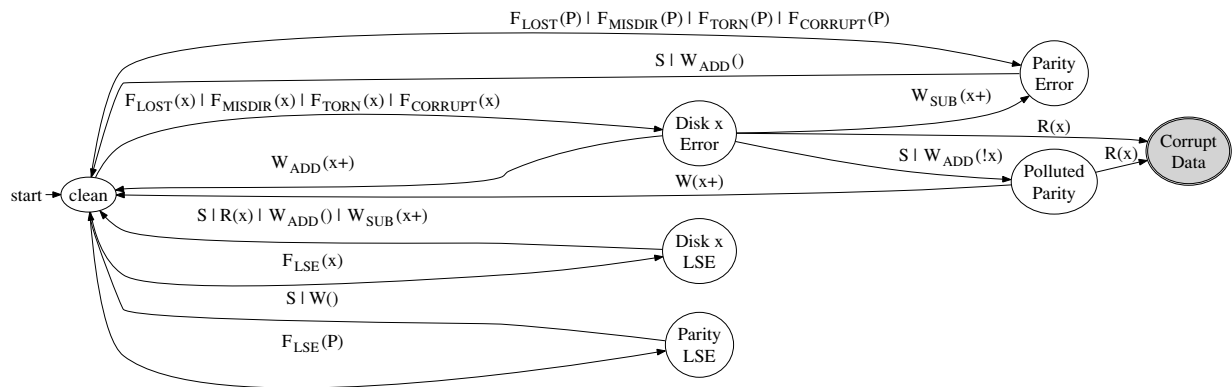 F_LOST(P) | F_MISDIR(P) | F_TORN(P) | F_CORRUPT(P)
S | W_ADD()
Parity
Error
F_LOST(x) | F_MISDIR(x) | F_TORN(x) | F_CORRUPT(x)
W_SUB(x+)
Disk x
Error
R(x)
Corrupt
Data
W_ADD(x+)
S | W_ADD(!x)
R(x)
Polluted
Parity
W(x+)
start
clean
S | R(x) | W_ADD() | W_SUB(x+)
Disk x
LSE
F_LSE(x)
S | W()
Parity
LSE
F_LSE(P)